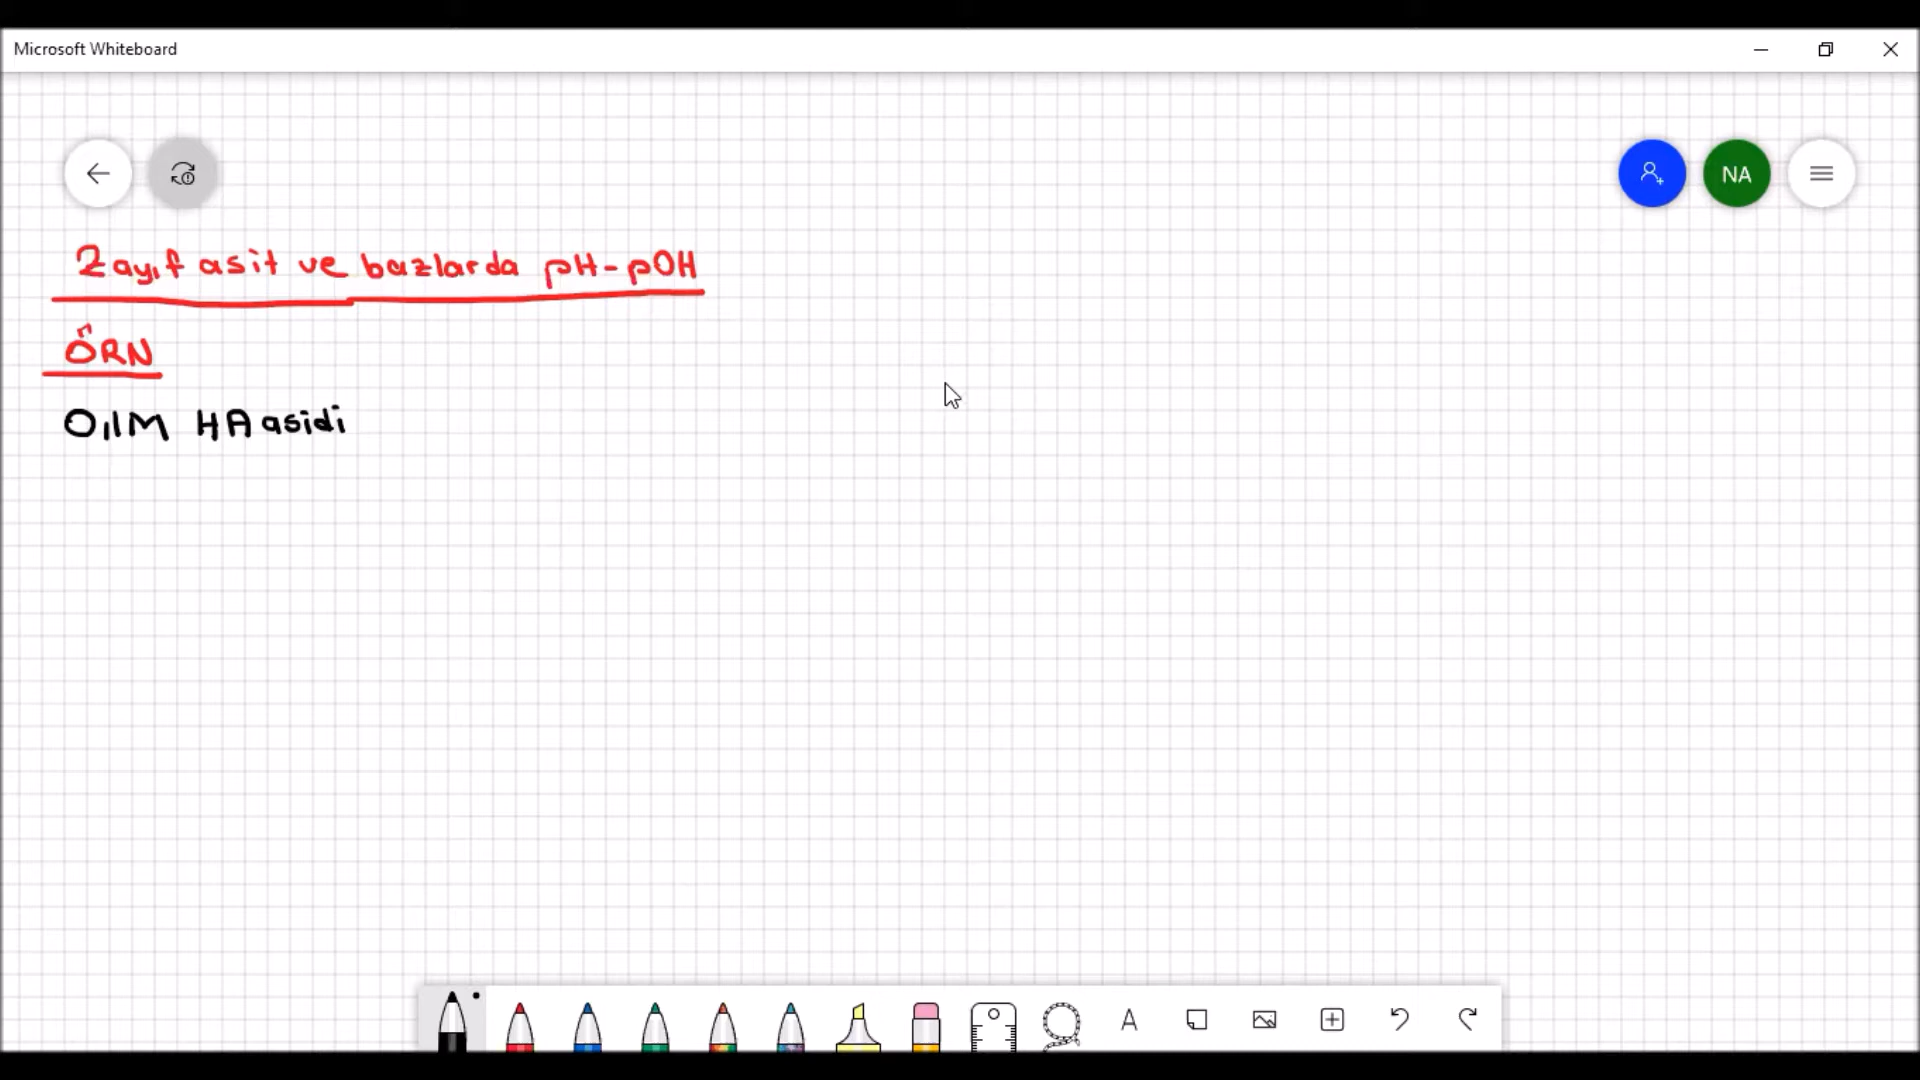 Microsoft Whiteboard
NA
Zayıf asit ve bazlarda pH-pOH
ÖRN
0,1M HA asidi
A